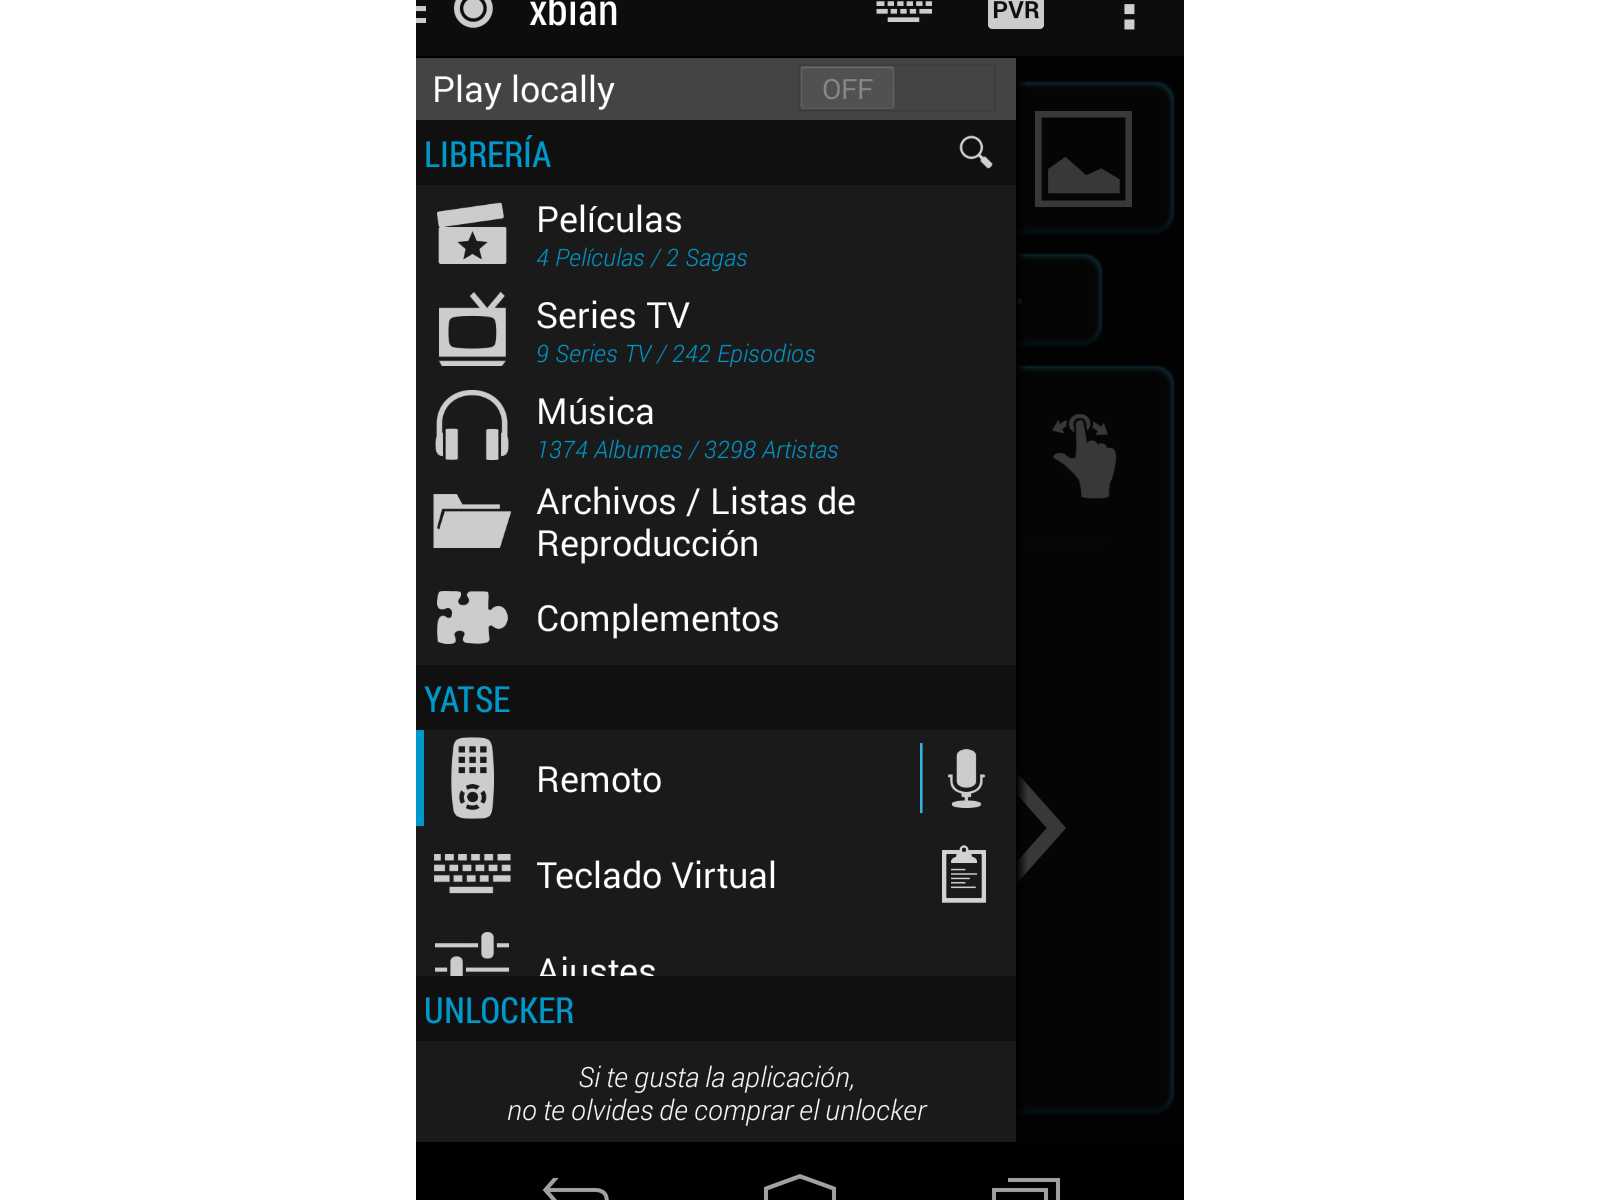 xbian
PVR
Play locally
OFF
LIBRERÍA
Películas
4 Películas / 2 Sagas
Series TV
9 Series TV / 242 Episodios
Música
1374 Albumes / 3298 Artistas
Archivos / Listas de
Reproducción
Complementos
YATSE
Remoto
Teclado Virtual
Ajustes
UNLOCKER
Si te gusta la aplicación,
no te olvides de comprar el unlocker